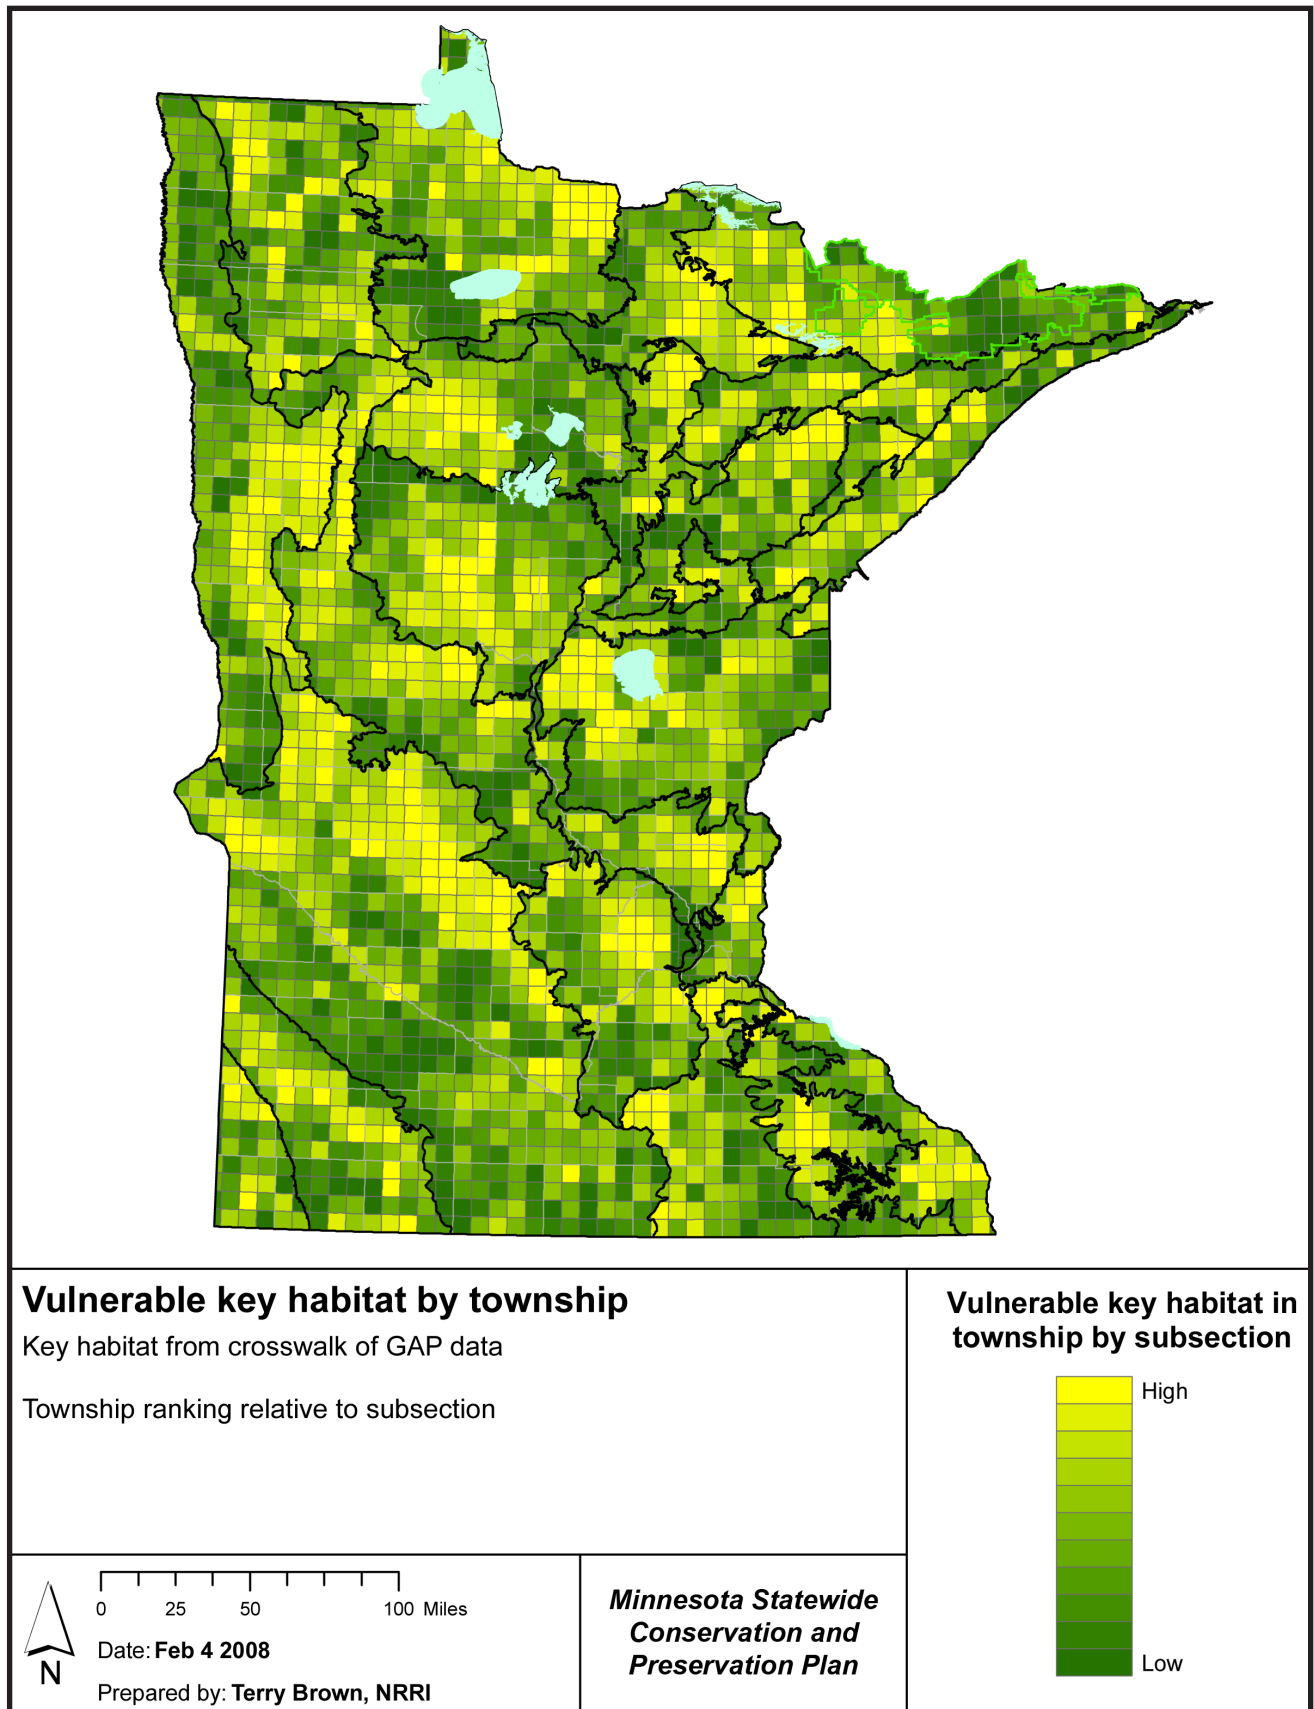 Vulnerable key habitat by township
Key habitat from crosswalk of GAP data
Township ranking relative to subsection
Vulnerable key habitat in
township by subsection
High
Low
0 25 50 100 Miles
N
Date: Feb 4 2008
Prepared by: Terry Brown, NRRI
Minnesota Statewide
Conservation and
Preservation Plan